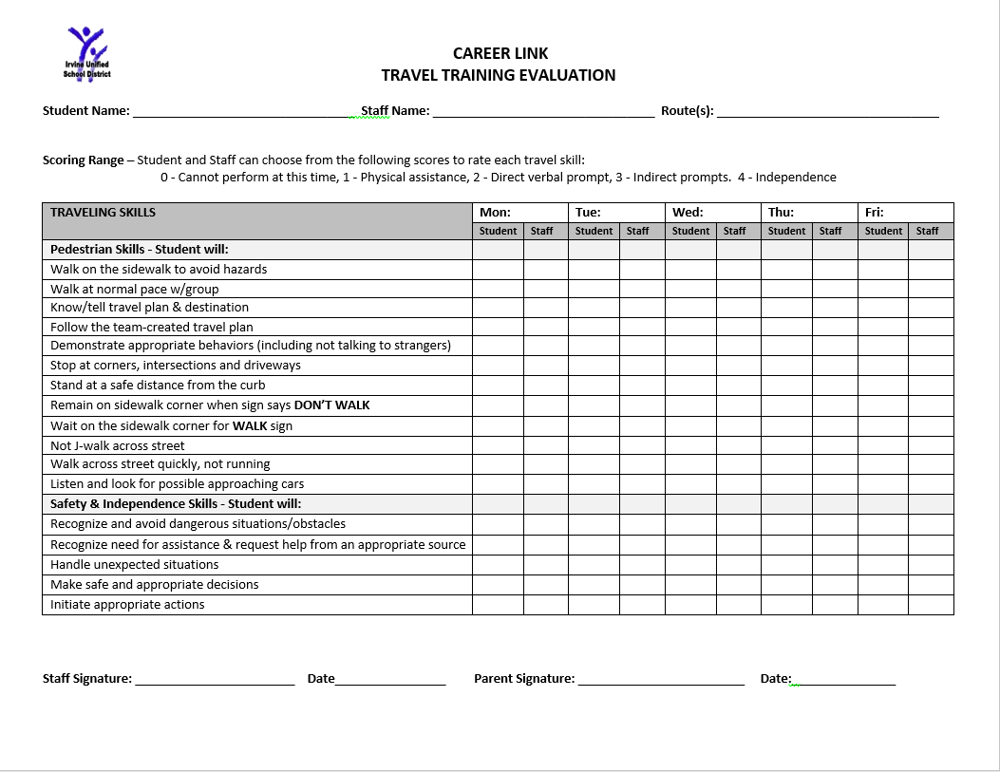 Irvine Unified
School District
CAREER LINK
TRAVEL TRAINING EVALUATION
Student Name: _________________________________ Staff Name: _________________________________ Route(s): _________________________________
Scoring Range – Student and Staff can choose from the following scores to rate each travel skill:
0 - Cannot perform at this time, 1 - Physical assistance, 2 - Direct verbal prompt, 3 - Indirect prompts.  4 - Independence
TRAVELING SKILLS Mon: Tue: Wed: Thu: Fri:
Student Staff Student Staff Student Staff Student Staff Student Staff
Pedestrian Skills - Student will:
Walk on the sidewalk to avoid hazards
Walk at normal pace w/group
Know/tell travel plan & destination
Follow the team-created travel plan
Demonstrate appropriate behaviors (including not talking to strangers)
Stop at corners, intersections and driveways
Stand at a safe distance from the curb
Remain on sidewalk corner when sign says DON'T WALK
Wait on the sidewalk corner for WALK sign
Not J-walk across street
Walk across street quickly, not running
Listen and look for possible approaching cars
Safety & Independence Skills - Student will:
Recognize and avoid dangerous situations/obstacles
Recognize need for assistance & request help from an appropriate source
Handle unexpected situations
Make safe and appropriate decisions
Initiate appropriate actions
Staff Signature: ________________________ Date________________ Parent Signature: _________________________ Date:________________